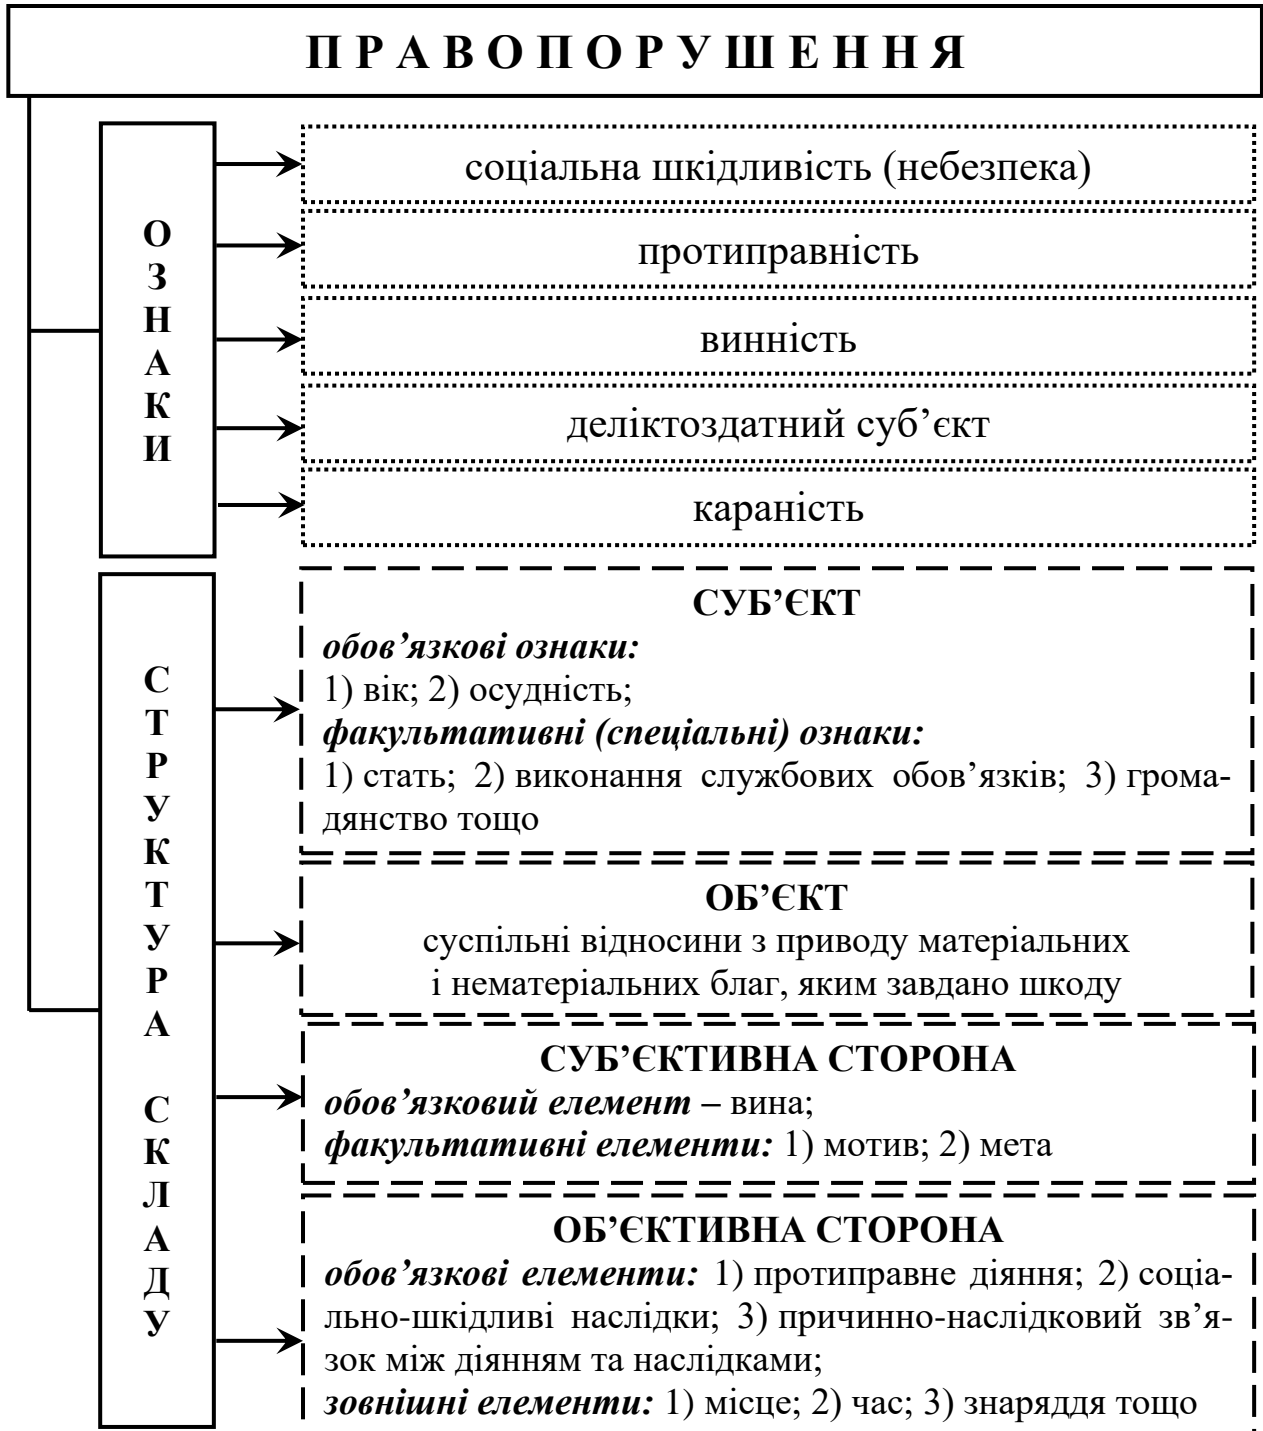 ПРАВОПОРУШЕННЯ
ОЗНАКИ
соціальна шкідливість (небезпека)
протиправність
винність
деліктоздатний суб’єкт
караність
СТРУКТУРА СКЛАДУ
СУБ’ЄКТ
обов’язкові ознаки:
1) вік; 2) осудність;
факультативні (спеціальні) ознаки:
1) стать; 2) виконання службових обов’язків; 3) грома-
дянство тощо
ОБ’ЄКТ
суспільні відносини з приводу матеріальних
і нематеріальних благ, яким завдано шкоду
СУБ’ЄКТИВНА СТОРОНА
обов’язковий елемент – вина;
факультативні елементи: 1) мотив; 2) мета
ОБ’ЄКТИВНА СТОРОНА
обов’язкові елементи: 1) протиправне діяння; 2) соціа-
льно-шкідливі наслідки; 3) причинно-наслідковий зв’я-
зок між діянням та наслідками;
зовнішні елементи: 1) місце; 2) час; 3) знаряддя тощо